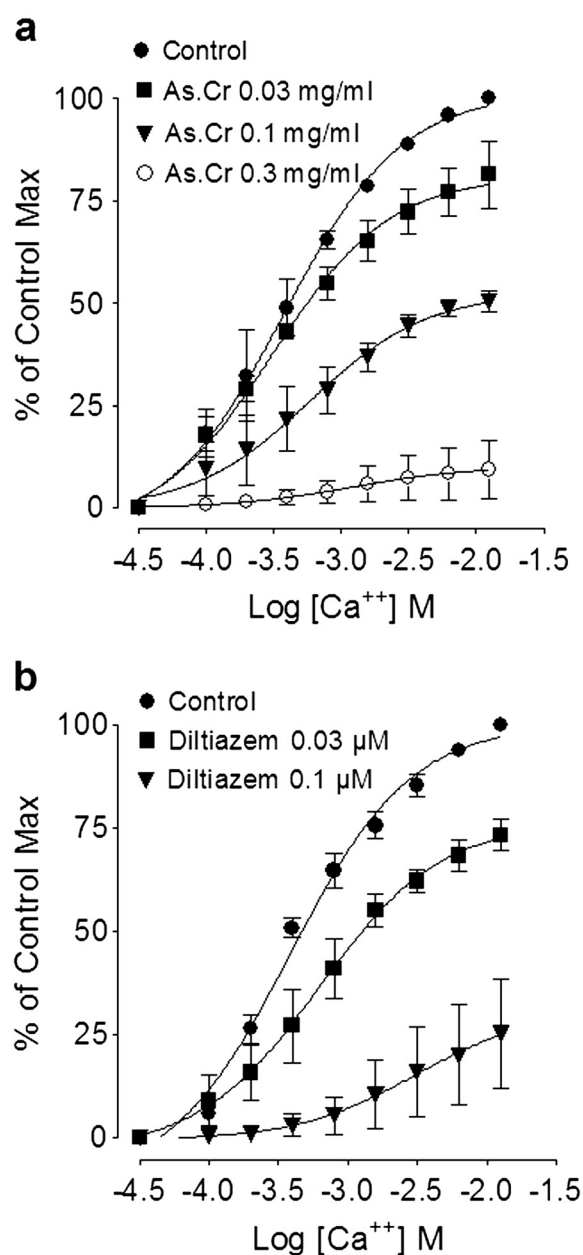 a
Control
As.Cr 0.03 mg/ml
As.Cr 0.1 mg/ml
As.Cr 0.3 mg/ml
100
75
50
25
0
% of Control Max
-4.5 -4.0 -3.5 -3.0 -2.5 -2.0 -1.5
Log [Ca⁺⁺] M
b
Control
Diltiazem 0.03 µM
Diltiazem 0.1 µM
100
75
50
25
0
% of Control Max
-4.5 -4.0 -3.5 -3.0 -2.5 -2.0 -1.5
Log [Ca⁺⁺] M